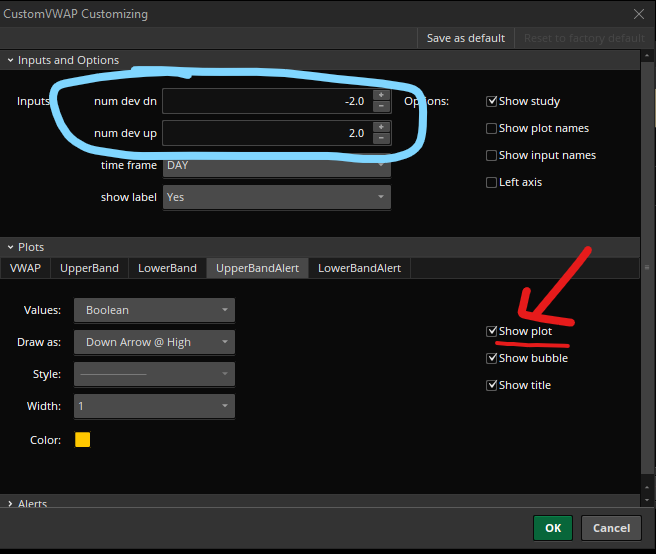 CustomVWAP Customizing
Save as default Reset to factory default
Inputs and Options
Inputs num dev dn -2.0 Options: Show study
num dev up 2.0 Show plot names
time frame DAY Show input names
show label Yes Left axis
Plots
VWAP UpperBand LowerBand UpperBandAlert LowerBandAlert
Values: Boolean Show plot
Draw as: Down Arrow @ High Show bubble
Style: Show title
Width: 1
Color:
Alerts
OK Cancel